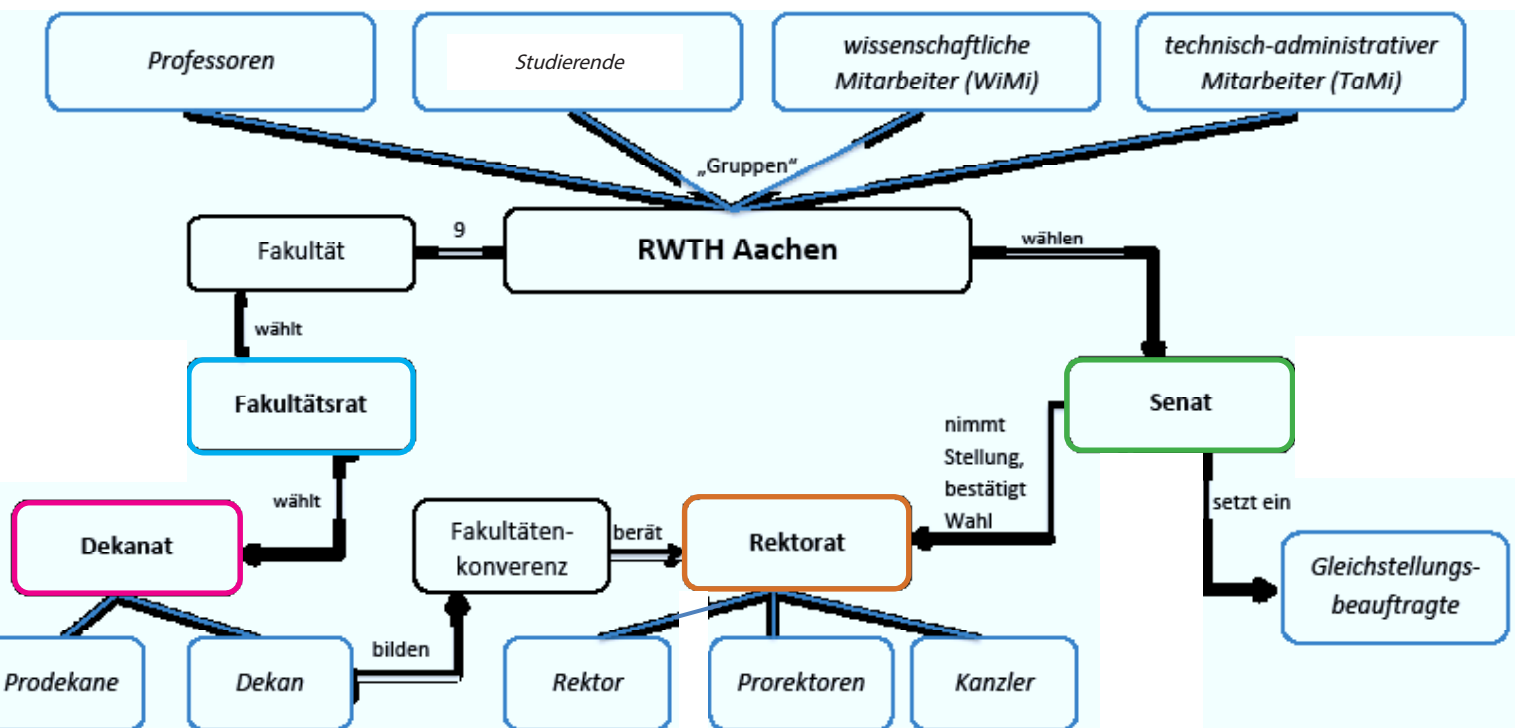 Professoren
Studierende
wissenschaftliche
Mitarbeiter (WiMi)
technisch-administrativer
Mitarbeiter (TaMi)
„Gruppen“
Fakultät
9
RWTH Aachen
wählen
wählt
Fakultätsrat
Senat
nimmt
Stellung,
bestätigt
Wahl
wählt
setzt ein
Dekanat
Fakultäten-
konverenz
berät
Rektorat
Gleichstellungs-
beauftragte
bilden
Prodekane
Dekan
Rektor
Prorektoren
Kanzler